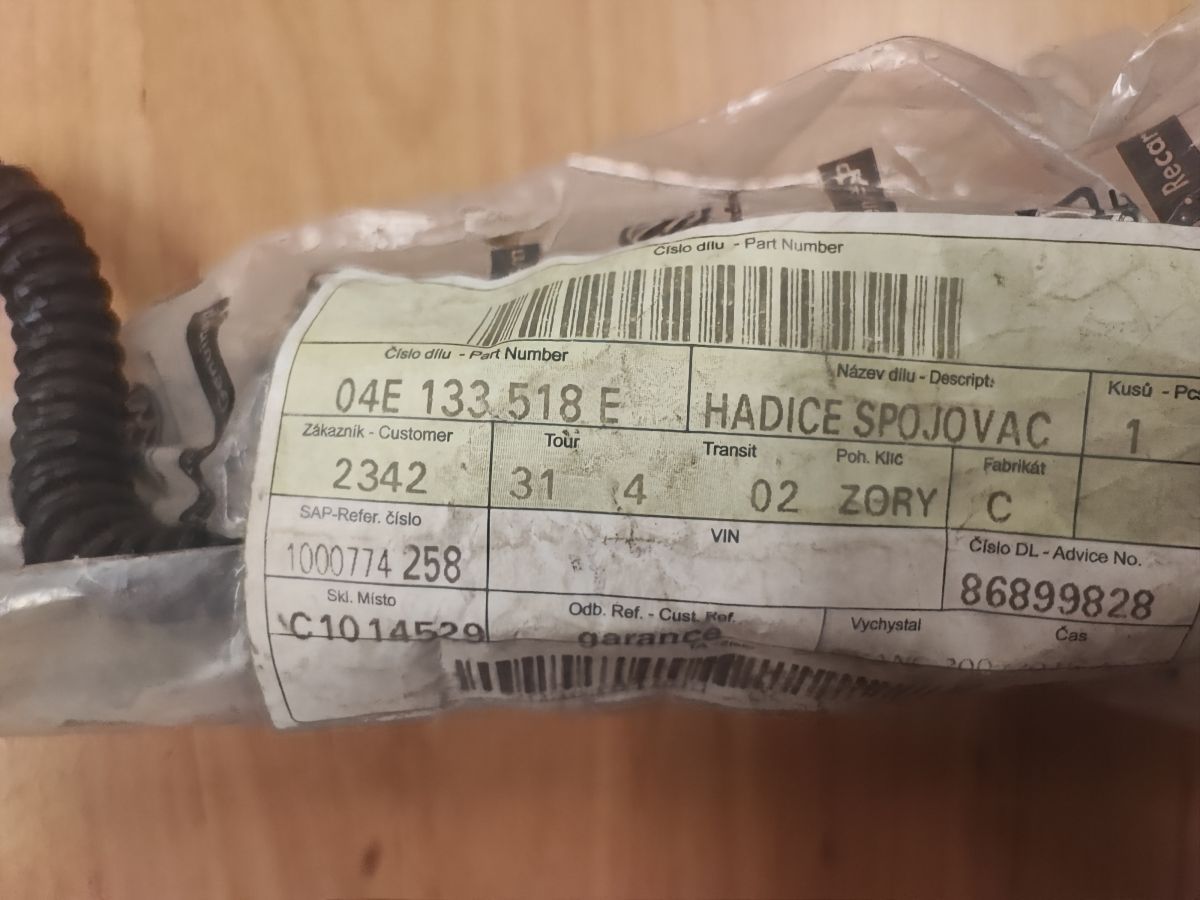 Recar
Číslo dílu - Part Number
Číslo dílu - Part Number
Název dílu - Descript:
Kusů - Pcs
04E 133 518 E
HADICE SPOJOVAC
1
Zákazník - Customer
Tour
Transit
Poh. Klíč
Fabrikát
2342
31 4
02
ZORY
C
SAP-Refer. číslo
VIN
Číslo DL - Advice No.
1000774 258
86899828
Skl. Místo
Odb. Ref. - Cust. Ref.
Vychystal
Čas
C1014529
garance